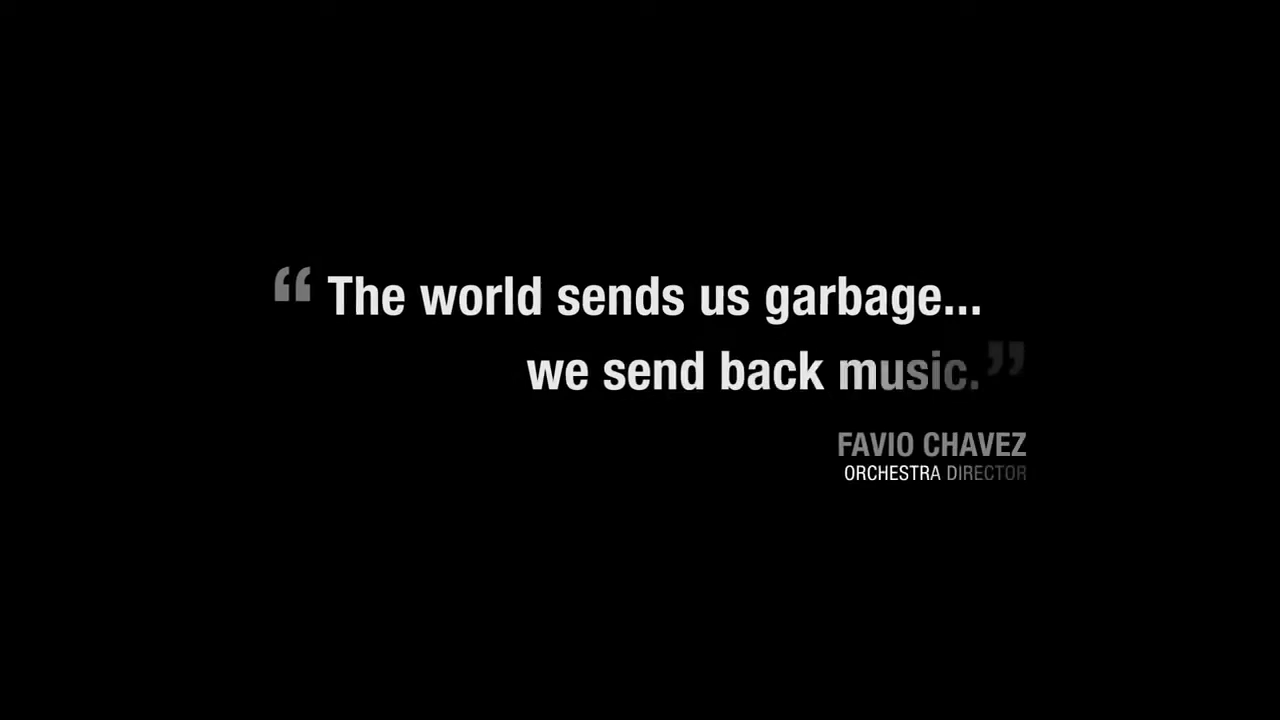 “ The world sends us garbage...
we send back music.”
FAVIO CHAVEZ
ORCHESTRA DIRECTOR